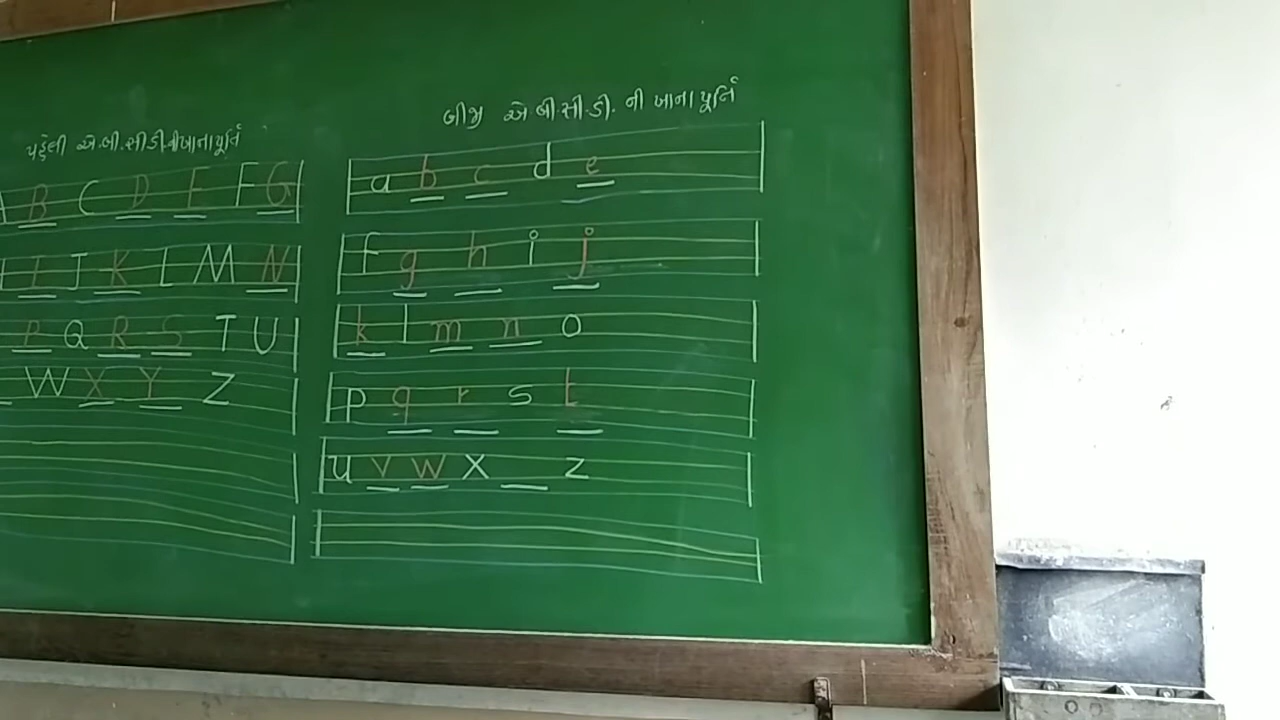 પહેલી એ.બી.સી.ડી.ની ખાના પૂર્તિ
B C D E F G
I J K L M N
P Q R S T U
W X Y Z
બીજી એ.બી.સી.ડી. ની ખાના પૂર્તિ
a b c d e
f g h i j
k l m n o
p q r s t
u v w x _ z